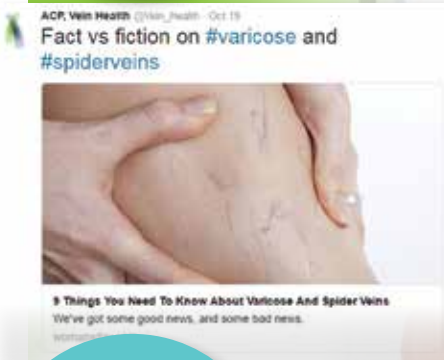 ACP, Vein Health @Vein_Health · Oct 19
Fact vs fiction on #varicose and
#spiderveins
9 Things You Need To Know About Varicose And Spider Veins
We've got some good news, and some bad news.